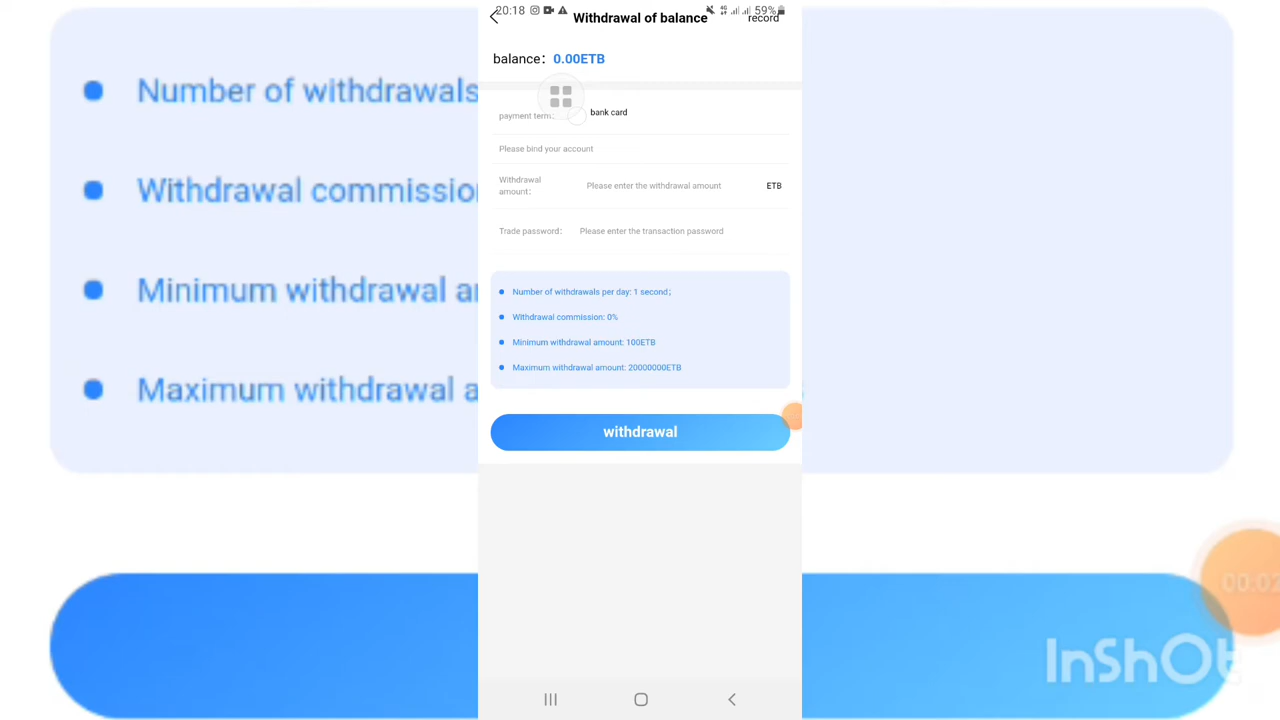 20:18
59%
Withdrawal of balance
record
balance: 0.00ETB
payment term:
bank card
Please bind your account
Withdrawal amount:
Please enter the withdrawal amount
ETB
Trade password:
Please enter the transaction password
Number of withdrawals per day: 1 second;
Withdrawal commission: 0%
Minimum withdrawal amount: 100ETB
Maximum withdrawal amount: 20000000ETB
withdrawal
Number of withdrawals
Withdrawal commission
Minimum withdrawal a
Maximum withdrawal a
00:02
InShOt